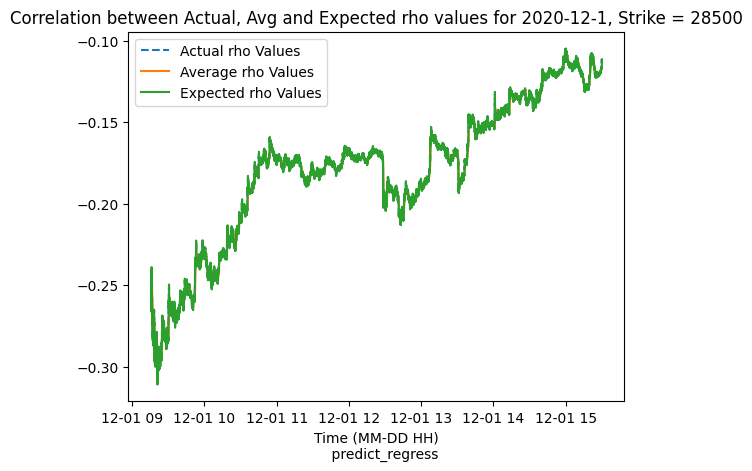 Correlation between Actual, Avg and Expected rho values for 2020-12-1, Strike = 28500
Actual rho Values
Average rho Values
Expected rho Values
−0.10
−0.15
−0.20
−0.25
−0.30
12-01 09 12-01 10 12-01 11 12-01 12 12-01 13 12-01 14 12-01 15
Time (MM-DD HH)
predict_regress